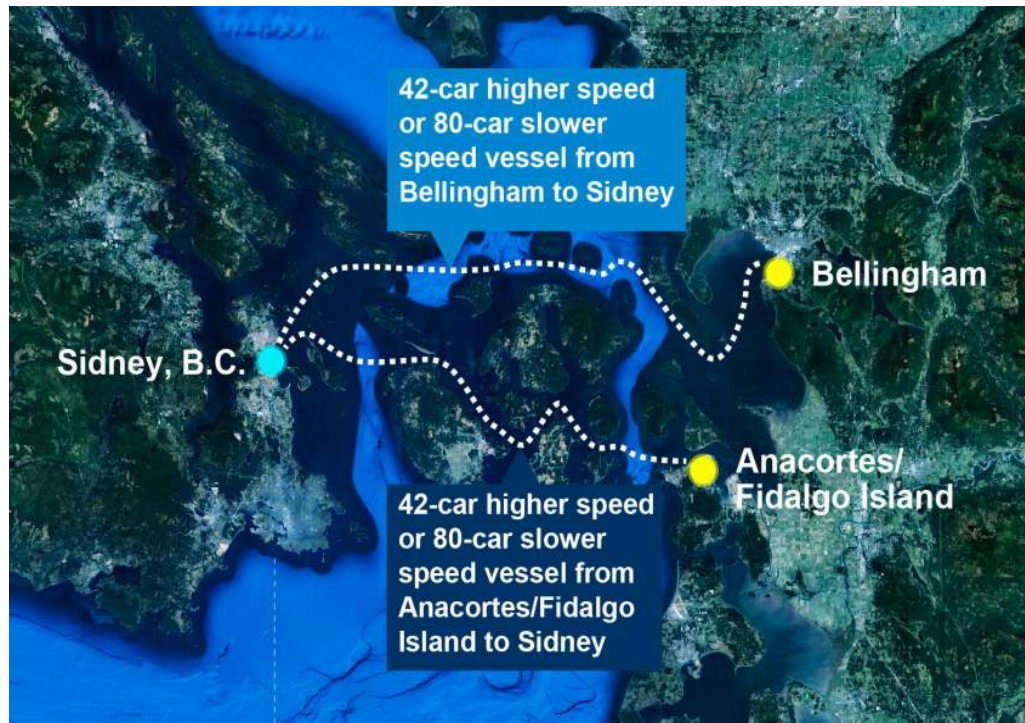 42-car higher speed
or 80-car slower
speed vessel from
Bellingham to Sidney
Bellingham
Sidney, B.C.
Anacortes/
Fidalgo Island
42-car higher speed
or 80-car slower
speed vessel from
Anacortes/Fidalgo
Island to Sidney